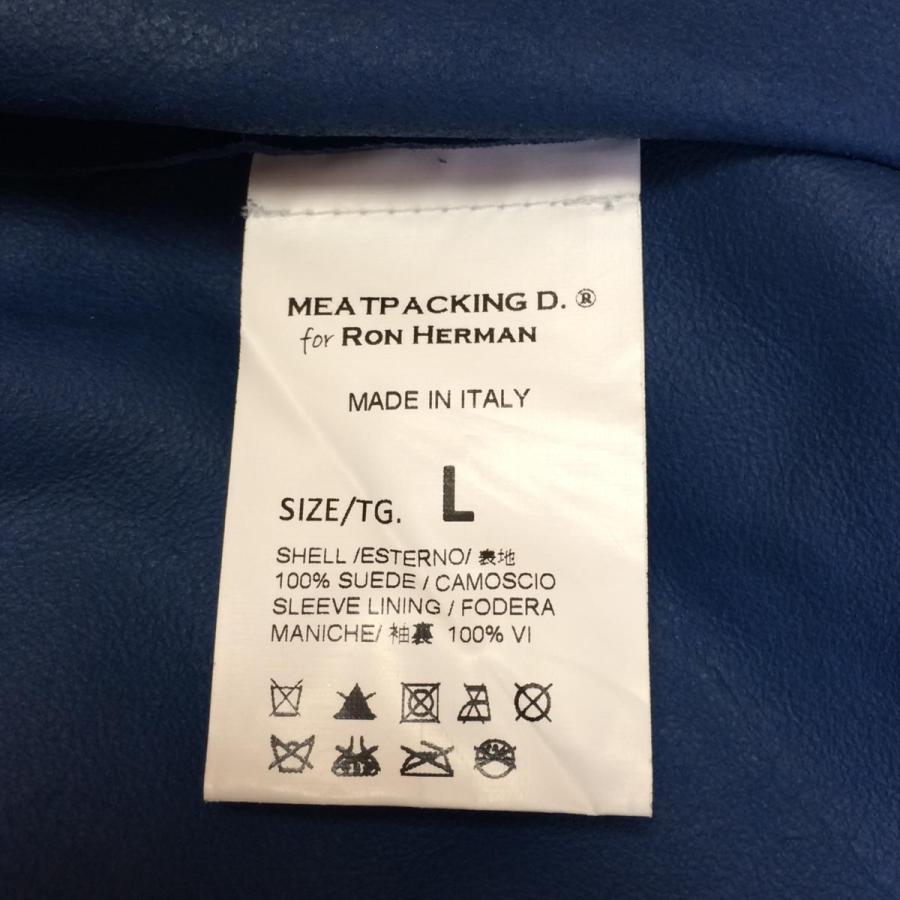 MEATPACKING D. ®
for RON HERMAN
MADE IN ITALY
SIZE/TG. L
SHELL /ESTERNO/ 表地
100% SUEDE / CAMOSCIO
SLEEVE LINING / FODERA
MANICHE/ 袖裏 100% VI